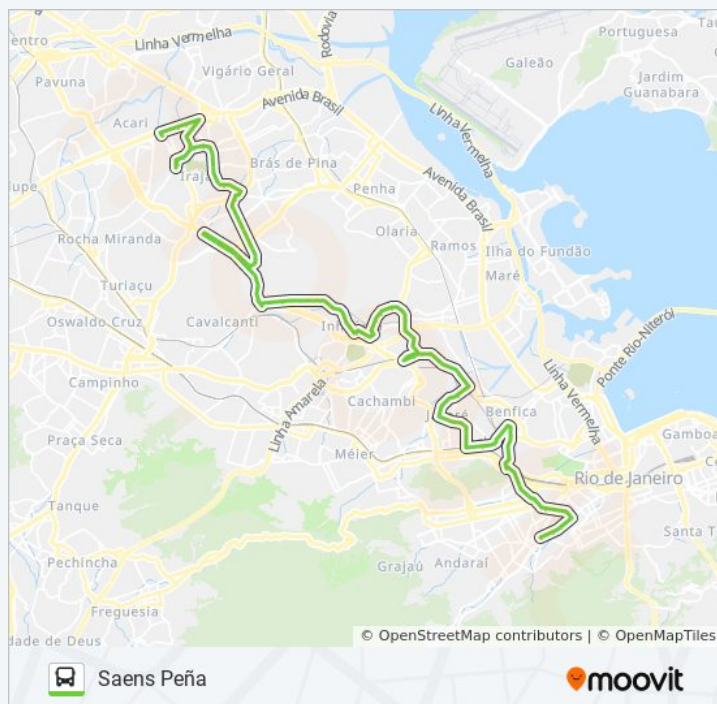 Linha Vermelha
Centro
Pavuna
Vigário Geral
Rodovia
Galeão
Portuguesa
Jardim
Guanabara
Acari
Avenida Brasil
Linha Vermelha
Irajá
Brás de Pina
Penha
Avenida Brasil
Rocha Miranda
Olaria
Ramos
Ilha do Fundão
Maré
Turiaçu
Oswaldo Cruz
Cavalcanti
Ponte Rio-Niterói
Campinho
Linha Amarela
Cachambi
Benfica
Linha Vermelha
Gamboa
Praça Seca
Méier
Rio de Janeiro
Tanque
Santa T
Pechincha
Grajaú
Andaraí
Freguesia
dade de Deus
© OpenStreetMap contributors | © OpenMapTiles
Saens Peña
moovit